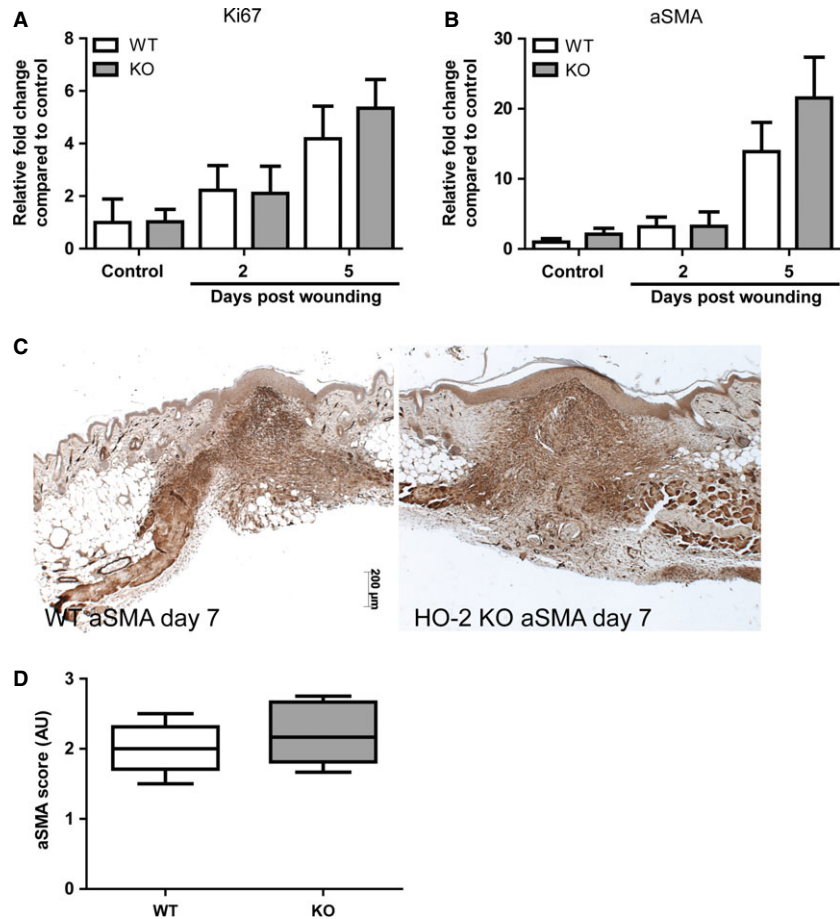 A
Ki67
WT
KO
Relative fold change
compared to control
8
6
4
2
0
Control
2
5
Days post wounding
B
aSMA
WT
KO
Relative fold change
compared to control
30
20
10
0
Control
2
5
Days post wounding
C
WT aSMA day 7
200 µm
HO-2 KO aSMA day 7
D
aSMA score (AU)
3
2
1
0
WT
KO